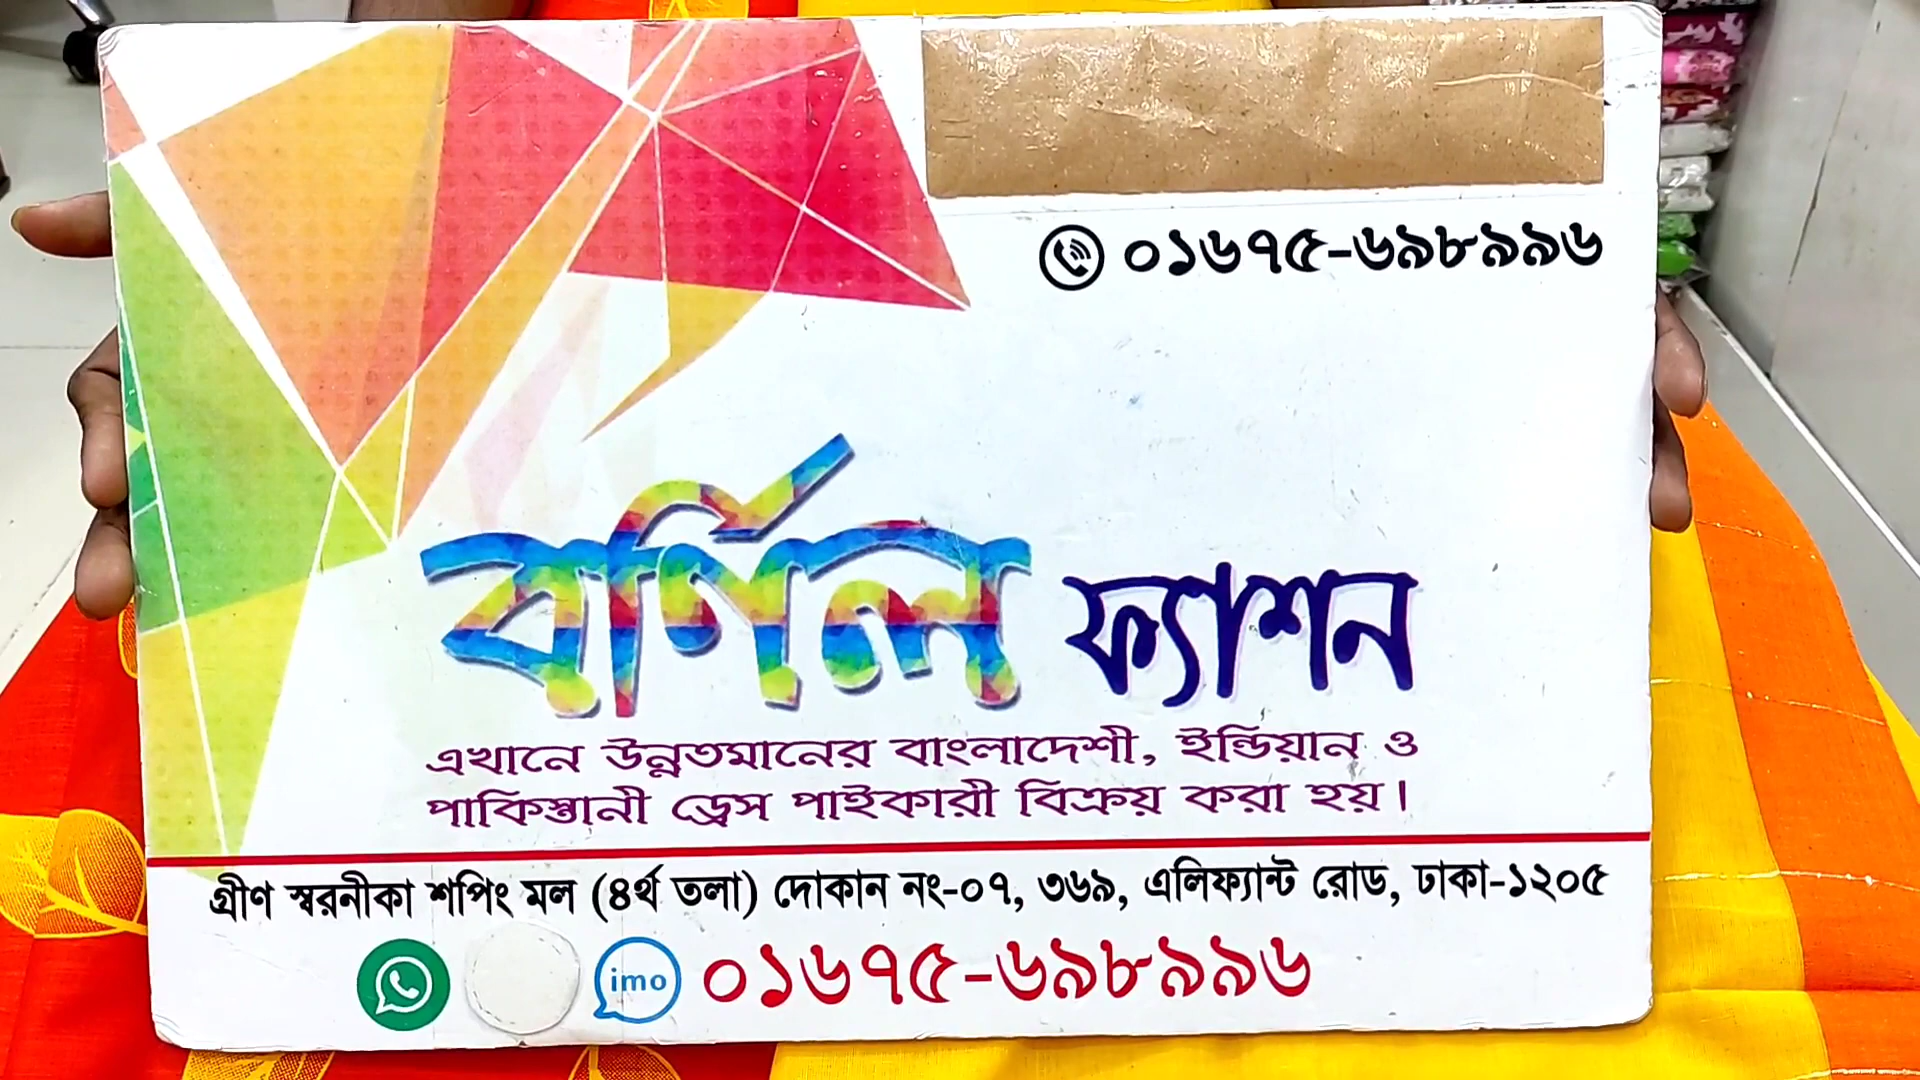 ০১৬৭৫-৬৯৮৯৯৬
বর্ণিল ফ্যাশন
এখানে উন্নতমানের বাংলাদেশী, ইন্ডিয়ান ও
পাকিস্তানী ড্রেস পাইকারী বিক্রয় করা হয়।
গ্রীণ স্বরনীকা শপিং মল (৪র্থ তলা) দোকান নং-০৭, ৩৬৯, এলিফ্যান্ট রোড, ঢাকা-১২০৫
imo ০১৬৭৫-৬৯৮৯৯৬